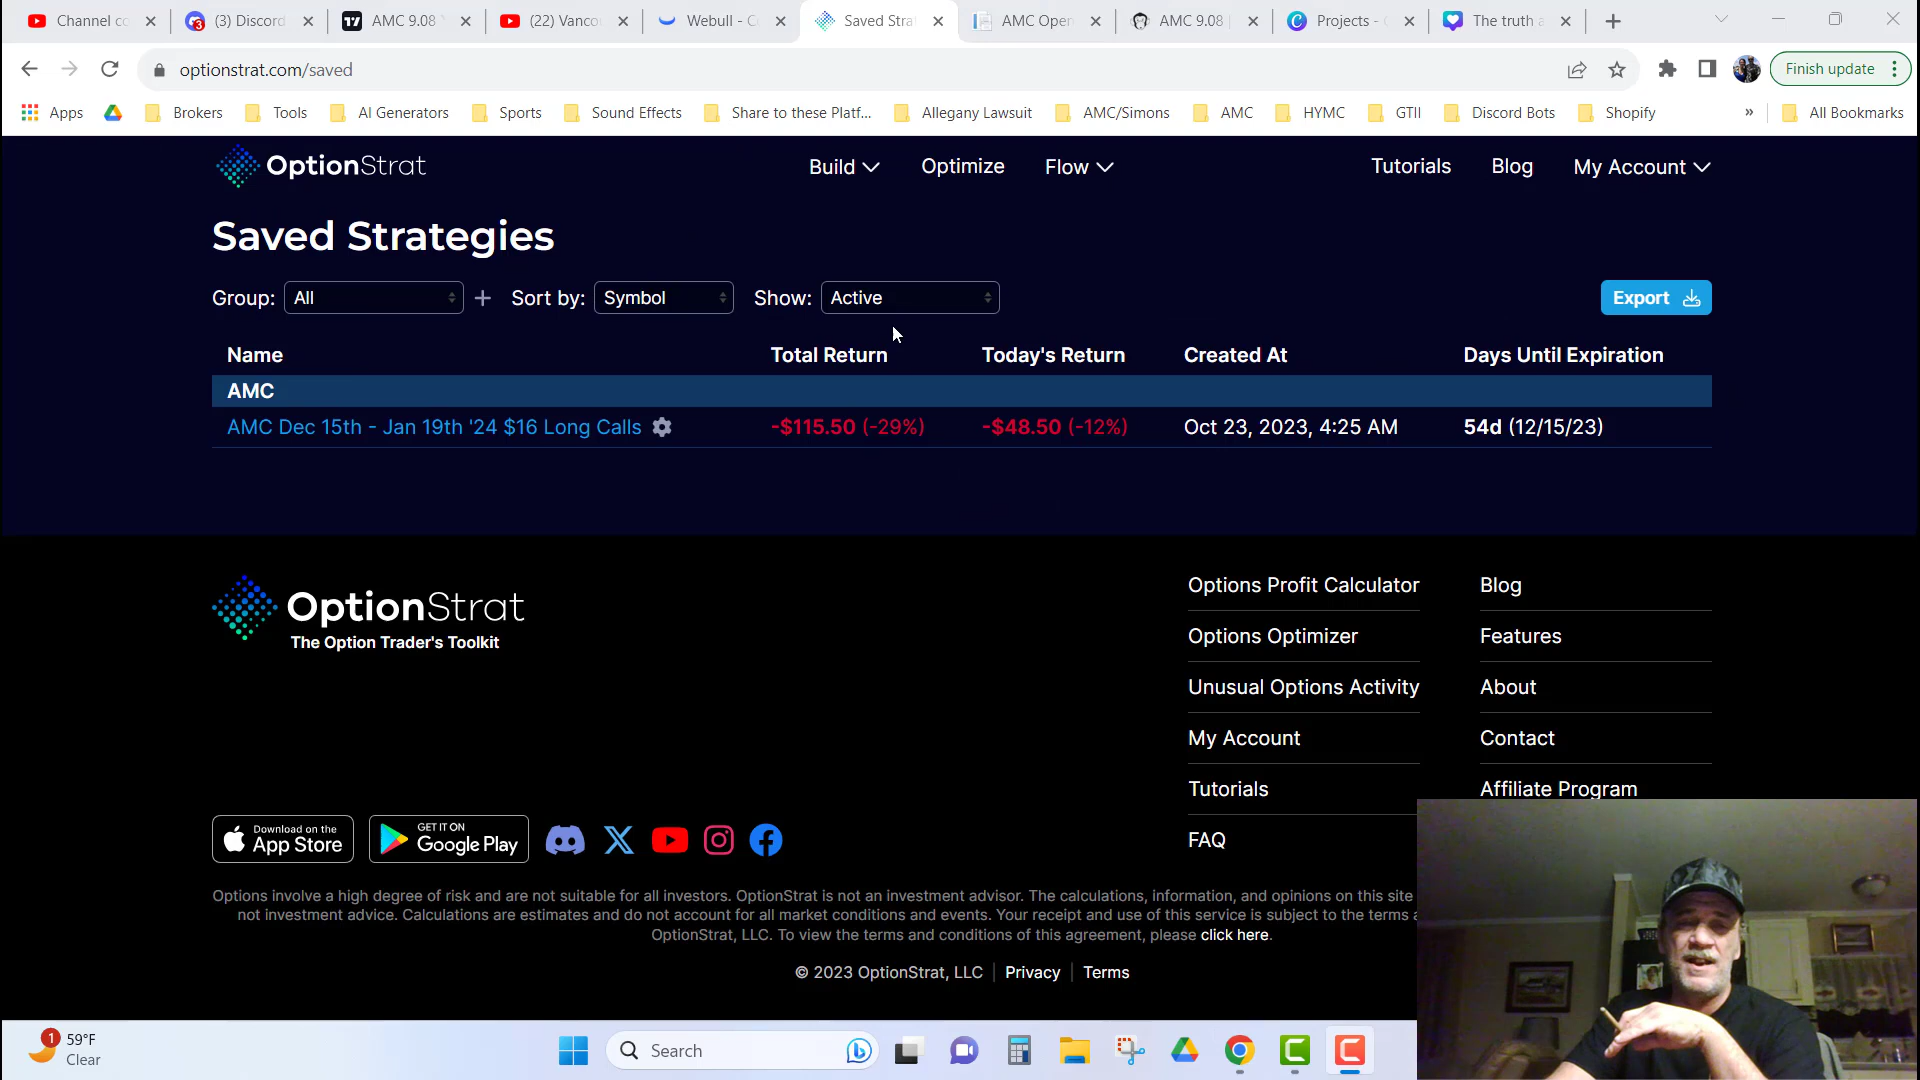 Channel co
(3) Discord
AMC 9.08
(22) Vanco
Webull - C
Saved Stra
AMC Open
AMC 9.08
Projects -
The truth a
optionstrat.com/saved
Finish update
Apps
Brokers
Tools
AI Generators
Sports
Sound Effects
Share to these Platf...
Allegany Lawsuit
AMC/Simons
AMC
HYMC
GTII
Discord Bots
Shopify
»
All Bookmarks
OptionStrat
Build
Optimize
Flow
Tutorials
Blog
My Account
Saved Strategies
Group: All + Sort by: Symbol Show: Active
Export
Name Total Return Today's Return Created At Days Until Expiration
AMC
AMC Dec 15th - Jan 19th '24 $16 Long Calls -$115.50 (-29%) -$48.50 (-12%) Oct 23, 2023, 4:25 AM 54d (12/15/23)
OptionStrat
The Option Trader's Toolkit
Options Profit Calculator
Options Optimizer
Unusual Options Activity
My Account
Tutorials
FAQ
Blog
Features
About
Contact
Affiliate Program
Download on the
App Store
GET IT ON
Google Play
Options involve a high degree of risk and are not suitable for all investors. OptionStrat is not an investment advisor. The calculations, information, and opinions on this site
not investment advice. Calculations are estimates and do not account for all market conditions and events. Your receipt and use of this service is subject to the terms
OptionStrat, LLC. To view the terms and conditions of this agreement, please click here.
© 2023 OptionStrat, LLC | Privacy | Terms
1
59°F
Clear
Search